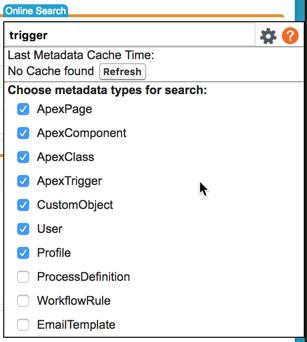 Online Search
trigger
Last Metadata Cache Time:
No Cache found Refresh
Choose metadata types for search:
ApexPage
ApexComponent
ApexClass
ApexTrigger
CustomObject
User
Profile
ProcessDefinition
WorkflowRule
EmailTemplate